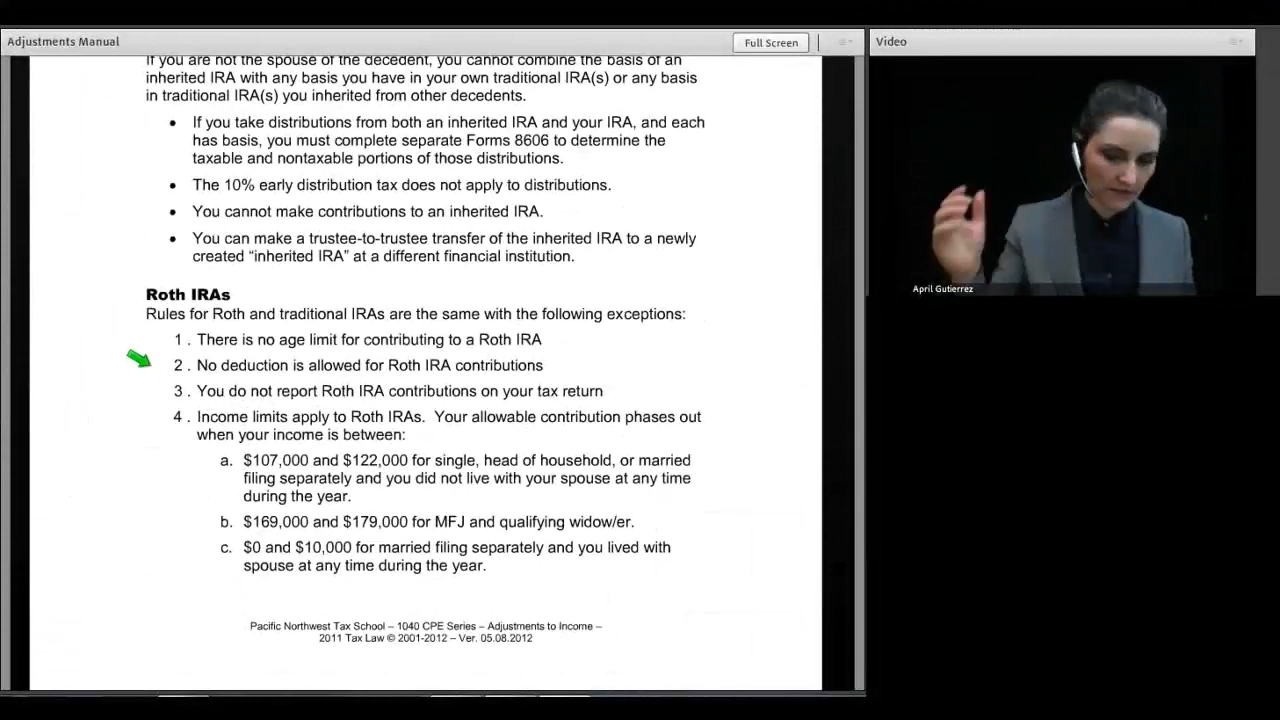 Adjustments Manual
Full Screen
Video
If you are not the spouse of the decedent, you cannot combine the basis of an
inherited IRA with any basis you have in your own traditional IRA(s) or any basis
in traditional IRA(s) you inherited from other decedents.
• If you take distributions from both an inherited IRA and your IRA, and each
has basis, you must complete separate Forms 8606 to determine the
taxable and nontaxable portions of those distributions.
• The 10% early distribution tax does not apply to distributions.
• You cannot make contributions to an inherited IRA.
• You can make a trustee-to-trustee transfer of the inherited IRA to a newly
created “inherited IRA” at a different financial institution.
Roth IRAs
Rules for Roth and traditional IRAs are the same with the following exceptions:
1 . There is no age limit for contributing to a Roth IRA
2 . No deduction is allowed for Roth IRA contributions
3 . You do not report Roth IRA contributions on your tax return
4 . Income limits apply to Roth IRAs. Your allowable contribution phases out
when your income is between:
a. $107,000 and $122,000 for single, head of household, or married
filing separately and you did not live with your spouse at any time
during the year.
b. $169,000 and $179,000 for MFJ and qualifying widow/er.
c. $0 and $10,000 for married filing separately and you lived with
spouse at any time during the year.
Pacific Northwest Tax School – 1040 CPE Series – Adjustments to Income –
2011 Tax Law © 2001-2012 – Ver. 05.08.2012
April Gutierrez